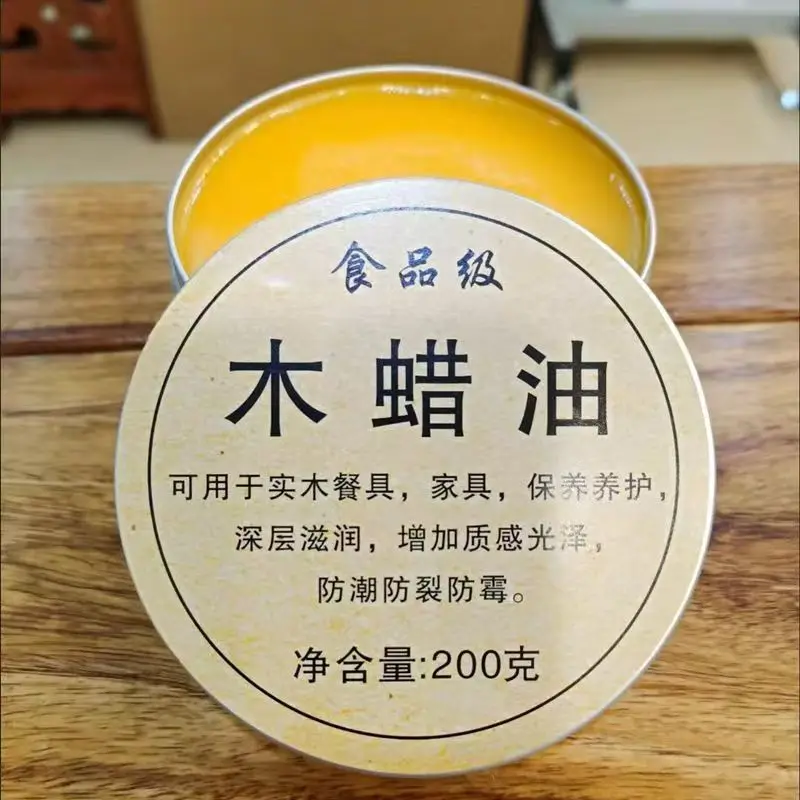 食品级
木蜡油
可用于实木餐具，家具，保养养护，
深层滋润，增加质感光泽，
防潮防裂防霉。
净含量:200克